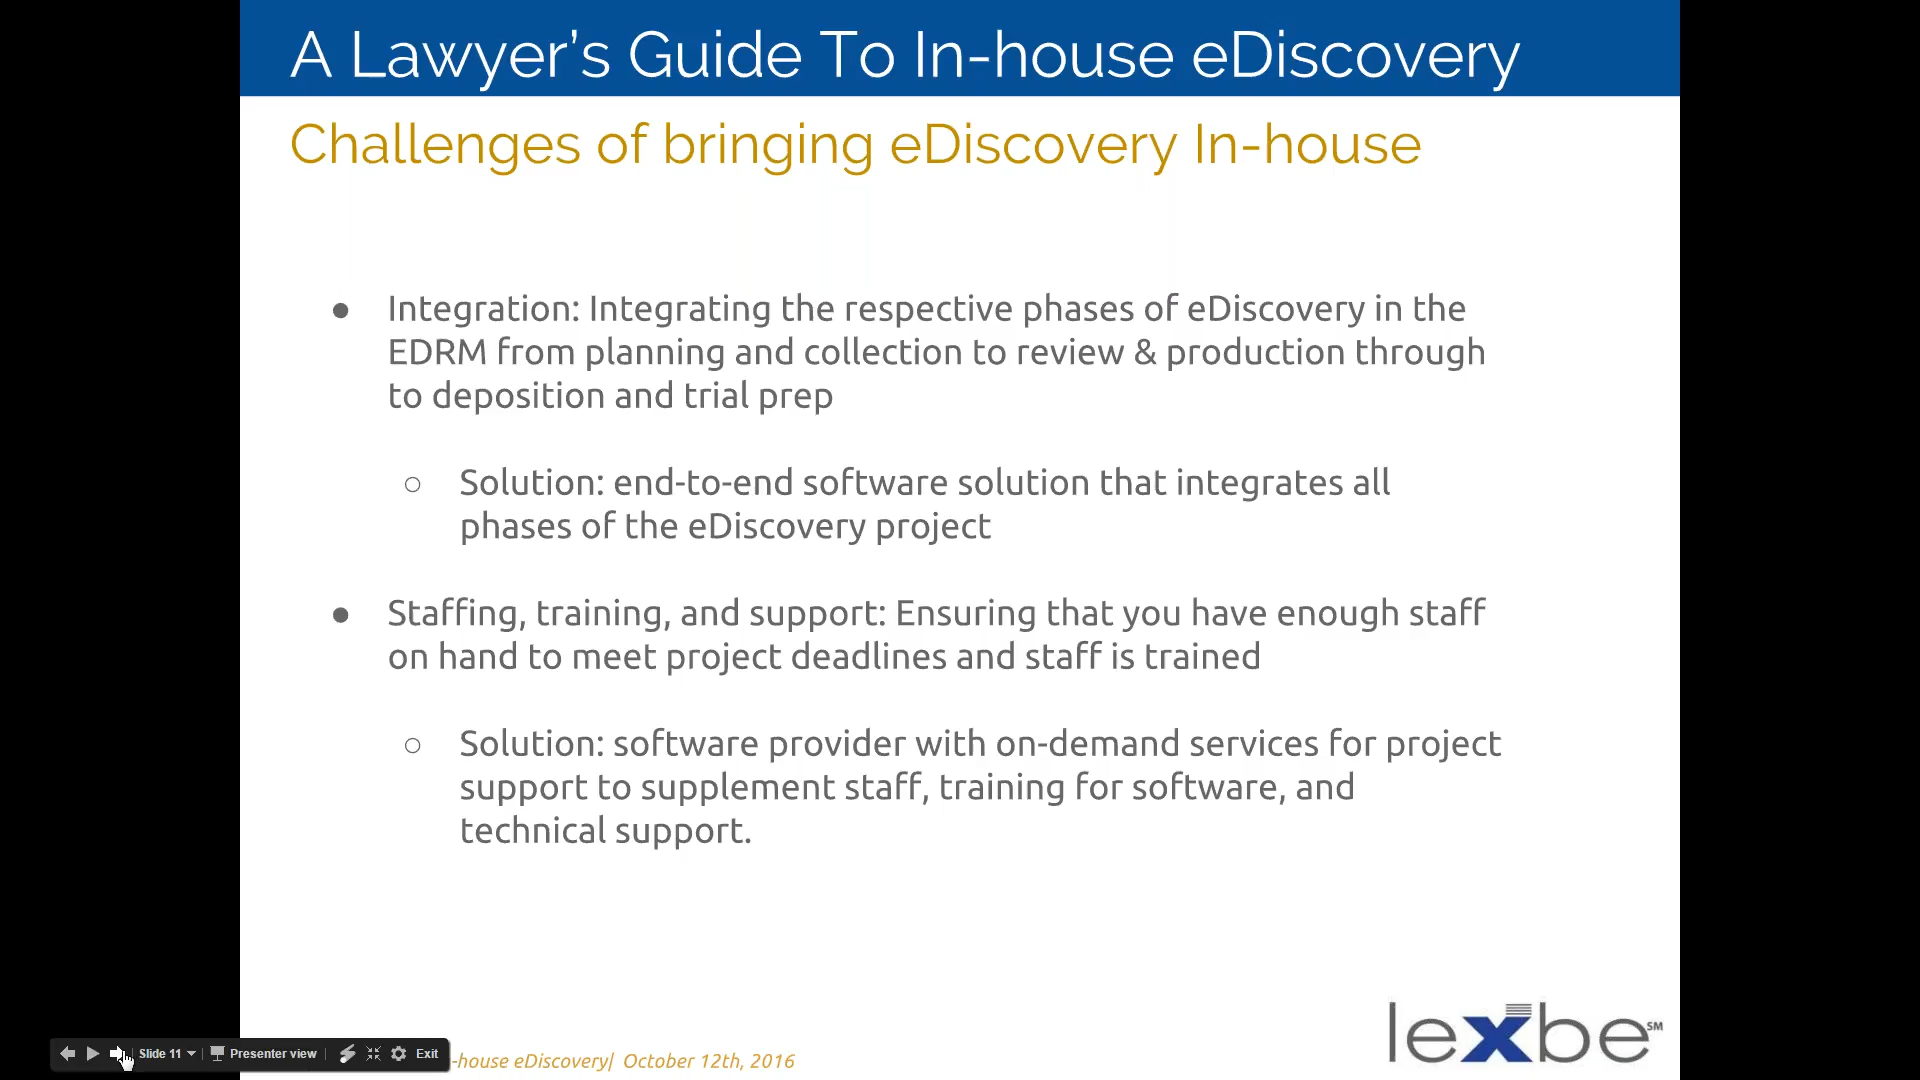 A Lawyer's Guide To In-house eDiscovery
Challenges of bringing eDiscovery In-house
● Integration: Integrating the respective phases of eDiscovery in the
EDRM from planning and collection to review & production through
to deposition and trial prep
○ Solution: end-to-end software solution that integrates all
phases of the eDiscovery project
● Staffing, training, and support: Ensuring that you have enough staff
on hand to meet project deadlines and staff is trained
○ Solution: software provider with on-demand services for project
support to supplement staff, training for software, and
technical support.
lexbe SM
Slide 11 Presenter view Exit
-house eDiscovery| October 12th, 2016